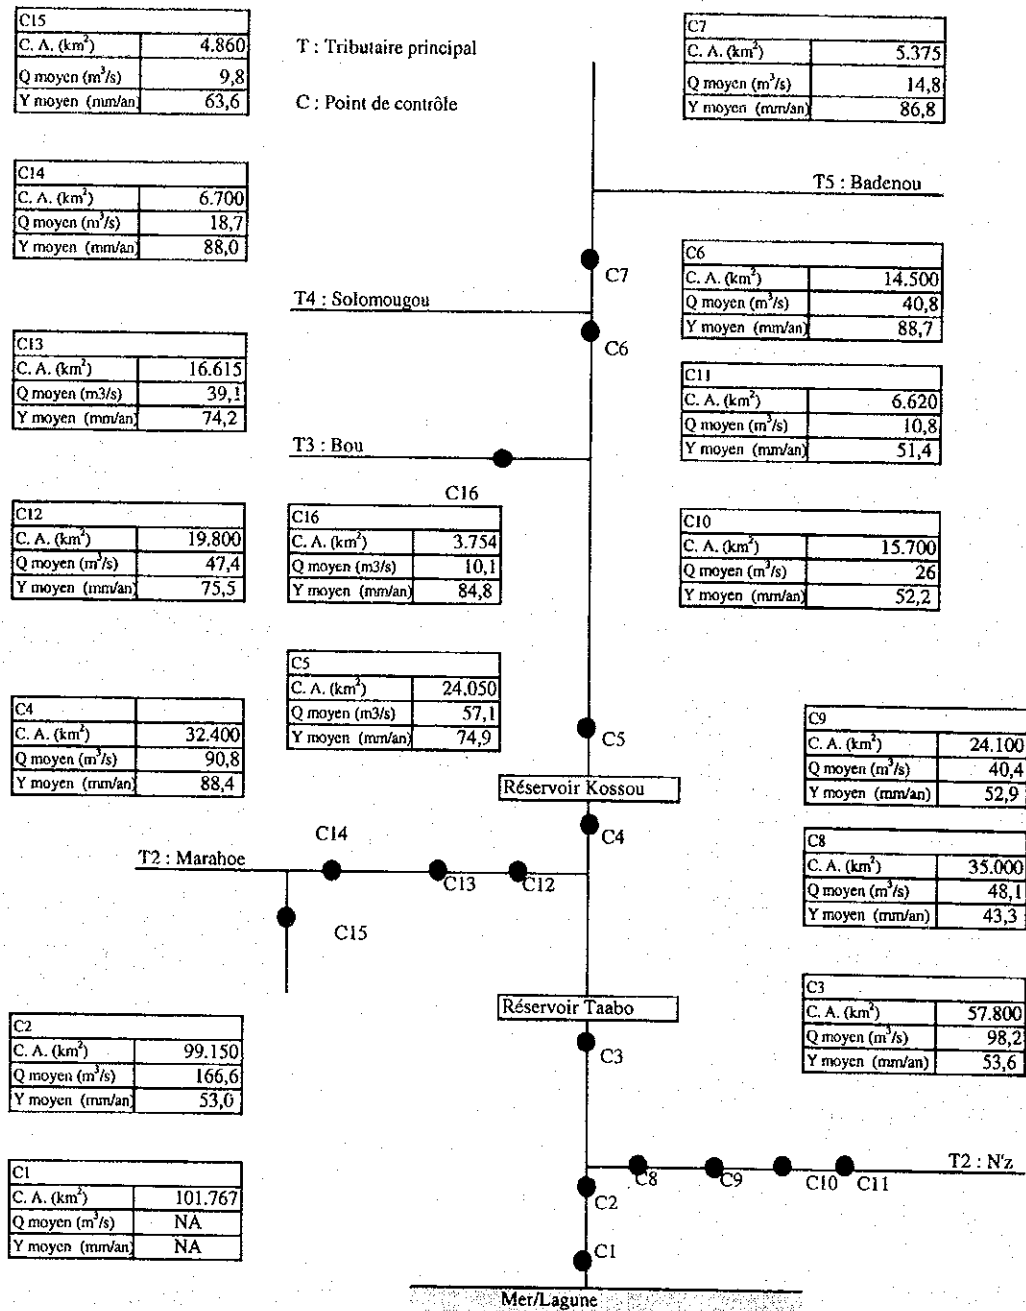 C15
C. A. (km²) 4.860
Q moyen (m³/s) 9,8
Y moyen (mm/an) 63,6
T : Tributaire principal
C : Point de contrôle
C7
C. A. (km²) 5.375
Q moyen (m³/s) 14,8
Y moyen (mm/an) 86,8
C14
C. A. (km²) 6.700
Q moyen (m³/s) 18,7
Y moyen (mm/an) 88,0
T5 : Badenou
C7
C6
C. A. (km²) 14.500
Q moyen (m³/s) 40,8
Y moyen (mm/an) 88,7
T4 : Solomougou
C6
C13
C. A. (km²) 16.615
Q moyen (m3/s) 39,1
Y moyen (mm/an) 74,2
C11
C. A. (km²) 6.620
Q moyen (m³/s) 10,8
Y moyen (mm/an) 51,4
T3 : Bou
C16
C12
C. A. (km²) 19.800
Q moyen (m³/s) 47,4
Y moyen (mm/an) 75,5
C16
C. A. (km²) 3.754
Q moyen (m3/s) 10,1
Y moyen (mm/an) 84,8
C10
C. A. (km²) 15.700
Q moyen (m³/s) 26
Y moyen (mm/an) 52,2
C5
C. A. (km²) 24,050
Q moyen (m3/s) 57,1
Y moyen (mm/an) 74,9
C4
C. A. (km²) 32.400
Q moyen (m³/s) 90,8
Y moyen (mm/an) 88,4
C5
C9
C. A. (km²) 24.100
Q moyen (m³/s) 40,4
Y moyen (mm/an) 52,9
Réservoir Kossou
C4
C14
T2 : Marahoe
C13
C12
C15
C8
C. A. (km²) 35.000
Q moyen (m³/s) 48,1
Y moyen (mm/an) 43,3
Réservoir Taabo
C3
C3
C. A. (km²) 57.800
Q moyen (m³/s) 98,2
Y moyen (mm/an) 53,6
C2
C. A. (km²) 99.150
Q moyen (m³/s) 166,6
Y moyen (mm/an) 53,0
T2 : N'z
C8
C9
C10
C11
C2
C1
C. A. (km²) 101.767
Q moyen (m³/s) NA
Y moyen (mm/an) NA
C1
Mer/Lagune